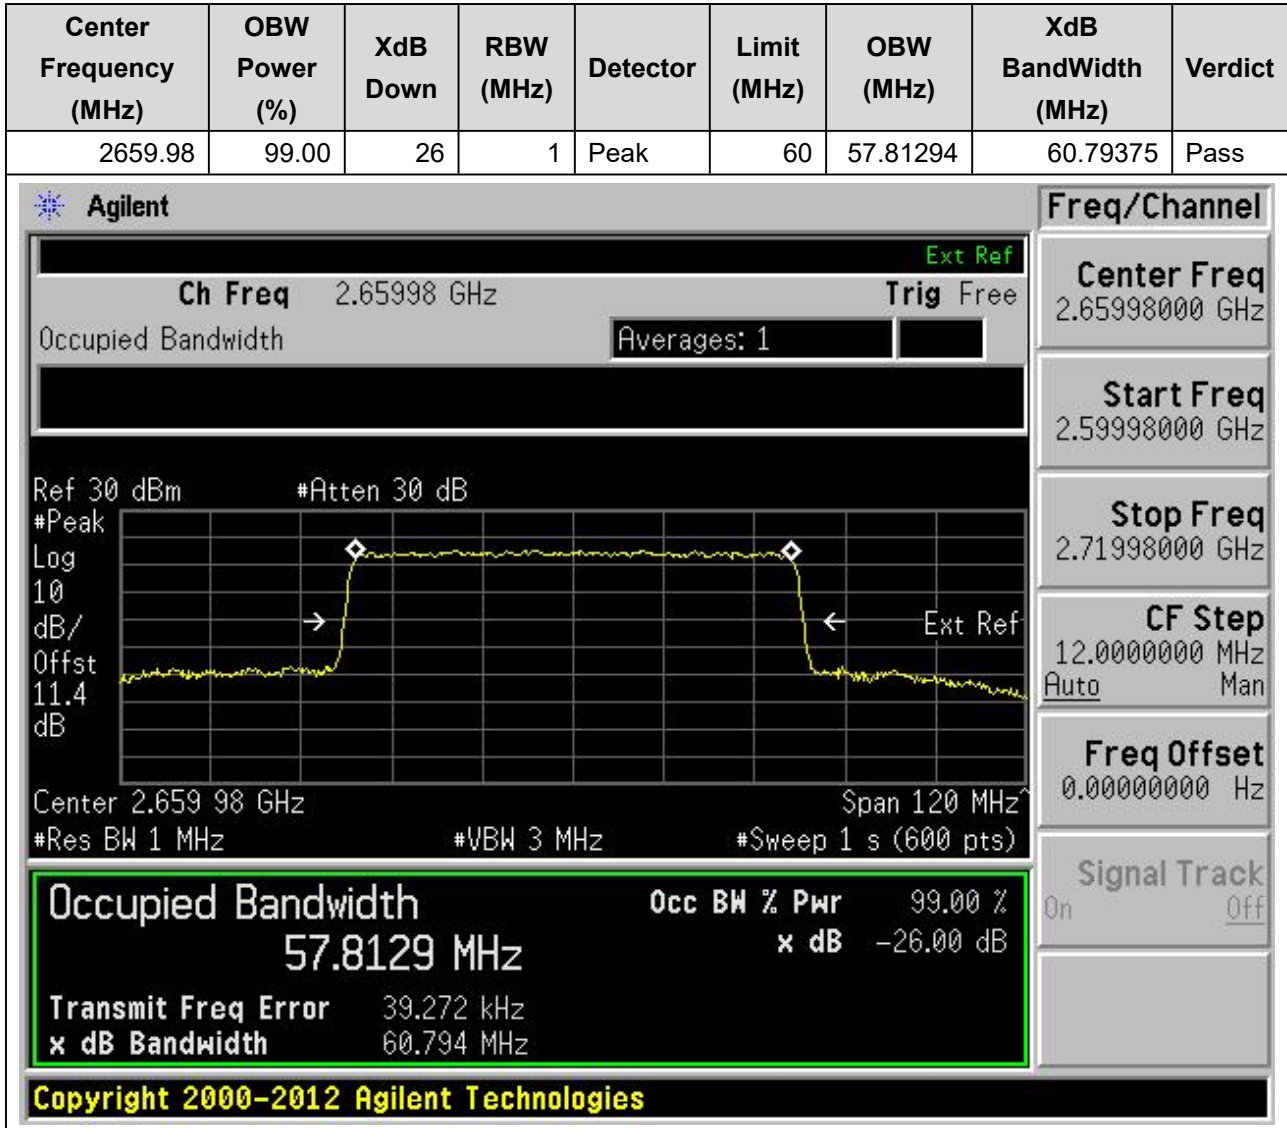 Center Frequency (MHz) OBW Power (%) XdB Down RBW (MHz) Detector Limit (MHz) OBW (MHz) XdB BandWidth (MHz) Verdict
2659.98 99.00 26 1 Peak 60 57.81294 60.79375 Pass
Agilent
Freq/Channel
Ext Ref
Ch Freq 2.65998 GHz Trig Free
Occupied Bandwidth Averages: 1
Center Freq
2.65998000 GHz
Start Freq
2.59998000 GHz
Stop Freq
2.71998000 GHz
CF Step
12.0000000 MHz
Auto Man
Freq Offset
0.00000000 Hz
Signal Track
On Off
Ref 30 dBm #Atten 30 dB
#Peak
Log
10
dB/
Offst
11.4
dB
Ext Ref
Center 2.659 98 GHz Span 120 MHz^
#Res BW 1 MHz #VBW 3 MHz #Sweep 1 s (600 pts)
Occupied Bandwidth Occ BW % Pwr 99.00 %
57.8129 MHz x dB -26.00 dB
Transmit Freq Error 39.272 kHz
x dB Bandwidth 60.794 MHz
Copyright 2000-2012 Agilent Technologies